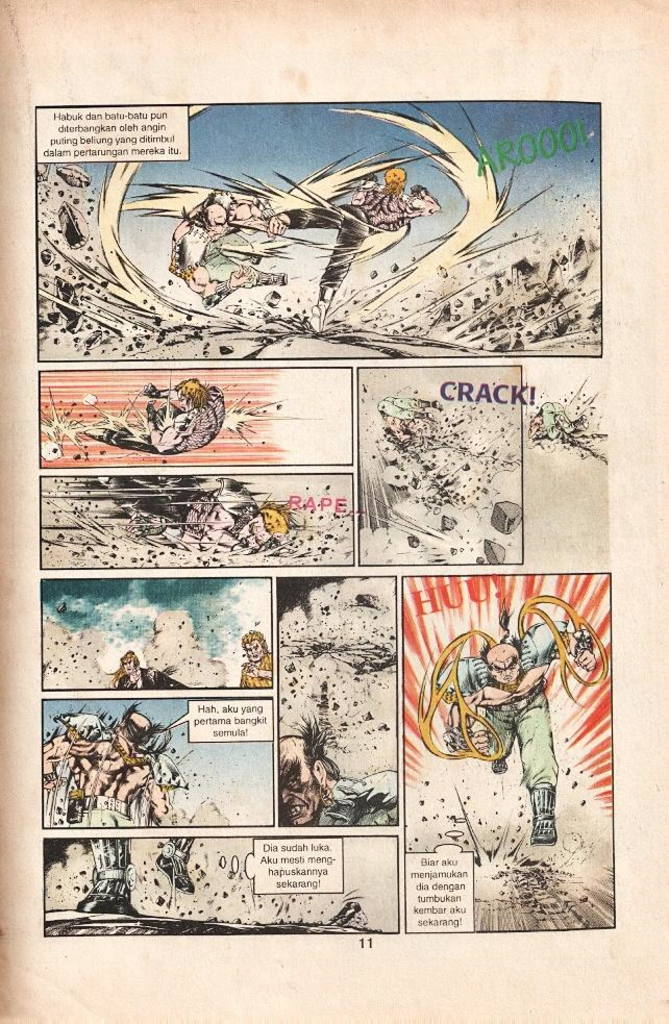 Habuk dan batu-batu pun
diterbangkan oleh angin
puting beliung yang ditimbul
dalam pertarungan mereka itu.
AROOO!
CRACK!
RAPE...
Hah, aku yang
pertama bangkit
semula!
Dia sudah luka.
Aku mesti meng-
hapuskannya
sekarang!
HUU!
Biar aku
menjamukan
dia dengan
tumbukan
kembar aku
sekarang!
11